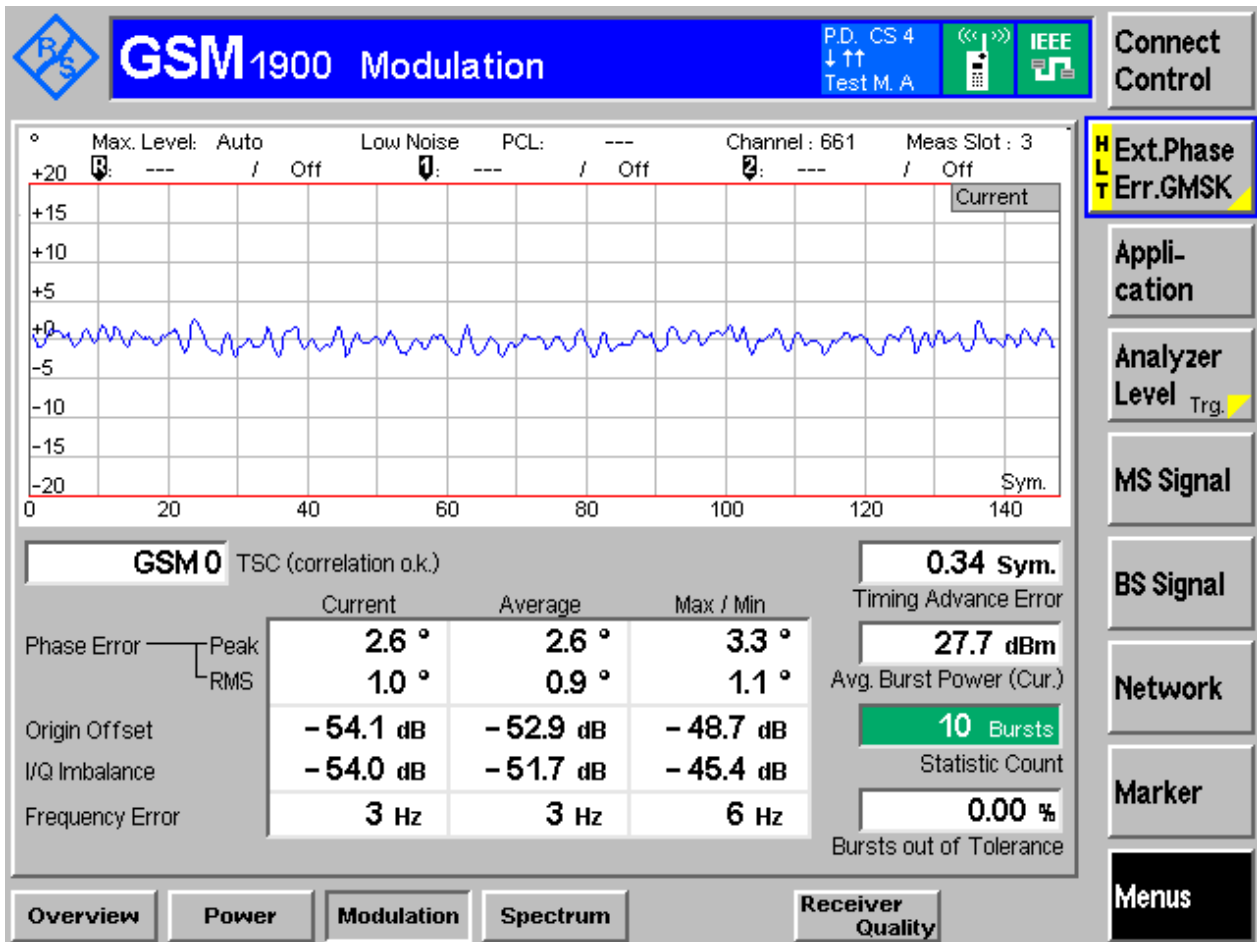 R/S
GSM 1900 Modulation
P.D. CS 4
↓ ↑↑
Test M. A
IEEE
Connect
Control
° Max. Level: Auto Low Noise PCL: --- Channel : 661 Meas Slot : 3
R: --- / Off 1: --- / Off 2: --- / Off
Current
+20
+15
+10
+5
+0
-5
-10
-15
-20
Sym.
0 20 40 60 80 100 120 140
HLT
Ext.Phase
Err.GMSK
Appli-
cation
Analyzer
Level Trg.
MS Signal
BS Signal
Network
Marker
Menus
GSM 0 TSC (correlation o.k.)
0.34 Sym.
Timing Advance Error
Current Average Max / Min
Phase Error Peak 2.6 ° 2.6 ° 3.3 °
RMS 1.0 ° 0.9 ° 1.1 °
27.7 dBm
Avg. Burst Power (Cur.)
Origin Offset - 54.1 dB - 52.9 dB - 48.7 dB
10 Bursts
Statistic Count
I/Q Imbalance - 54.0 dB - 51.7 dB - 45.4 dB
Frequency Error 3 Hz 3 Hz 6 Hz
0.00 %
Bursts out of Tolerance
Overview Power Modulation Spectrum Receiver
Quality